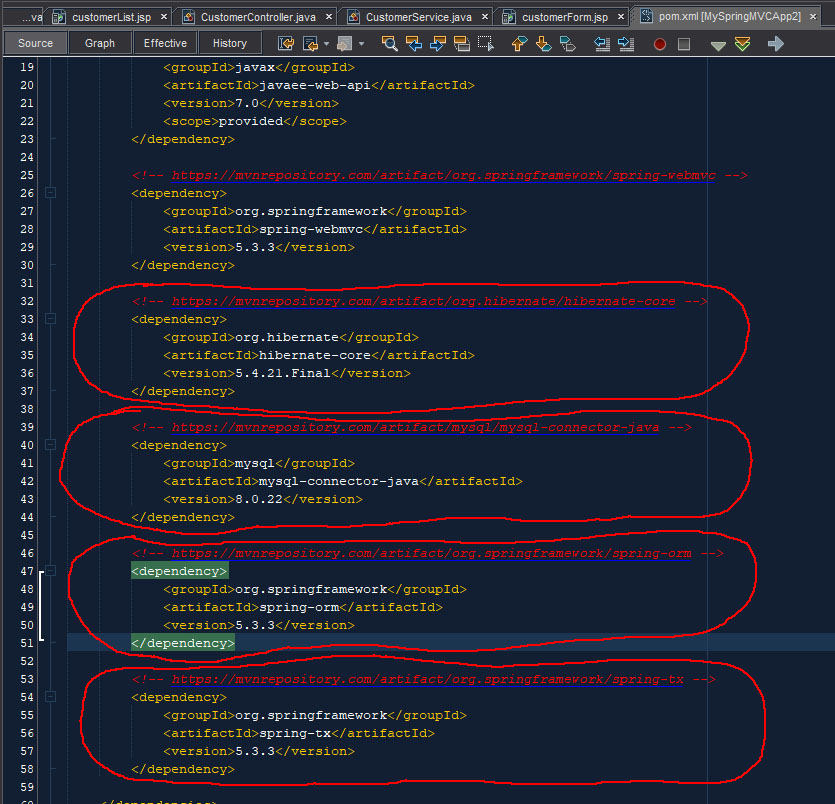 ...va
customerList.jsp
CustomerController.java
CustomerService.java
customerForm.jsp
pom.xml [MySpringMVCApp2]
Source Graph Effective History
19 <groupId>javax</groupId>
20 <artifactId>javaee-web-api</artifactId>
21 <version>7.0</version>
22 <scope>provided</scope>
23 </dependency>
24
25 <!-- https://mvnrepository.com/artifact/org.springframework/spring-webmvc -->
26 <dependency>
27 <groupId>org.springframework</groupId>
28 <artifactId>spring-webmvc</artifactId>
29 <version>5.3.3</version>
30 </dependency>
31
32 <!-- https://mvnrepository.com/artifact/org.hibernate/hibernate-core -->
33 <dependency>
34 <groupId>org.hibernate</groupId>
35 <artifactId>hibernate-core</artifactId>
36 <version>5.4.21.Final</version>
37 </dependency>
38
39 <!-- https://mvnrepository.com/artifact/mysql/mysql-connector-java -->
40 <dependency>
41 <groupId>mysql</groupId>
42 <artifactId>mysql-connector-java</artifactId>
43 <version>8.0.22</version>
44 </dependency>
45
46 <!-- https://mvnrepository.com/artifact/org.springframework/spring-orm -->
47 <dependency>
48 <groupId>org.springframework</groupId>
49 <artifactId>spring-orm</artifactId>
50 <version>5.3.3</version>
51 </dependency>
52
53 <!-- https://mvnrepository.com/artifact/org.springframework/spring-tx -->
54 <dependency>
55 <groupId>org.springframework</groupId>
56 <artifactId>spring-tx</artifactId>
57 <version>5.3.3</version>
58 </dependency>
59
60 </dependencies>